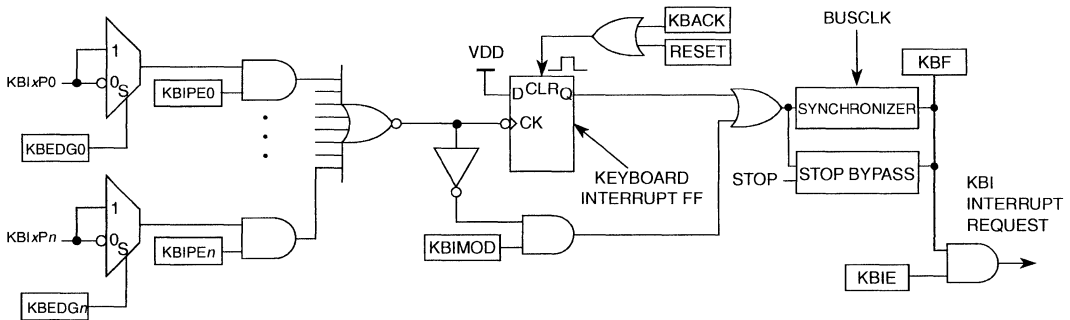 KBIxP0
1
0
S
KBEDG0
KBIPE0
KBIxPn
1
0
S
KBEDGn
KBIPEn
VDD
D CLR Q
CK
KBACK
RESET
KEYBOARD
INTERRUPT FF
KBIMOD
BUSCLK
SYNCHRONIZER
STOP
STOP BYPASS
KBF
KBIE
KBI
INTERRUPT
REQUEST